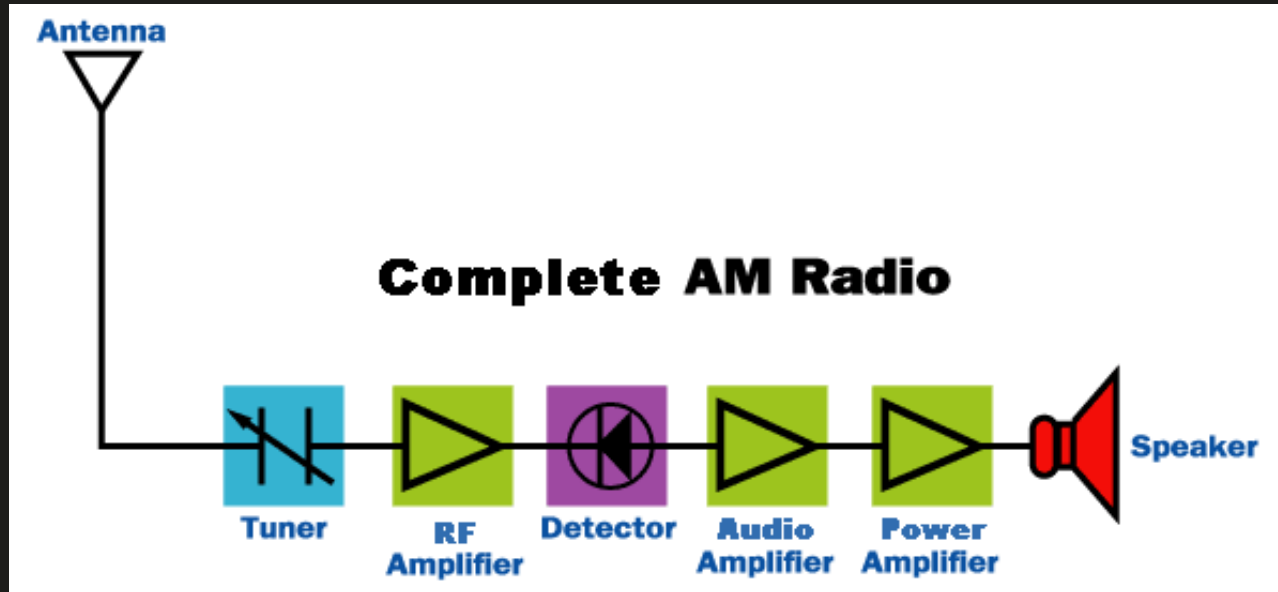 Antenna
Complete AM Radio
Speaker
Tuner
RF
Amplifier
Detector
Audio
Amplifier
Power
Amplifier